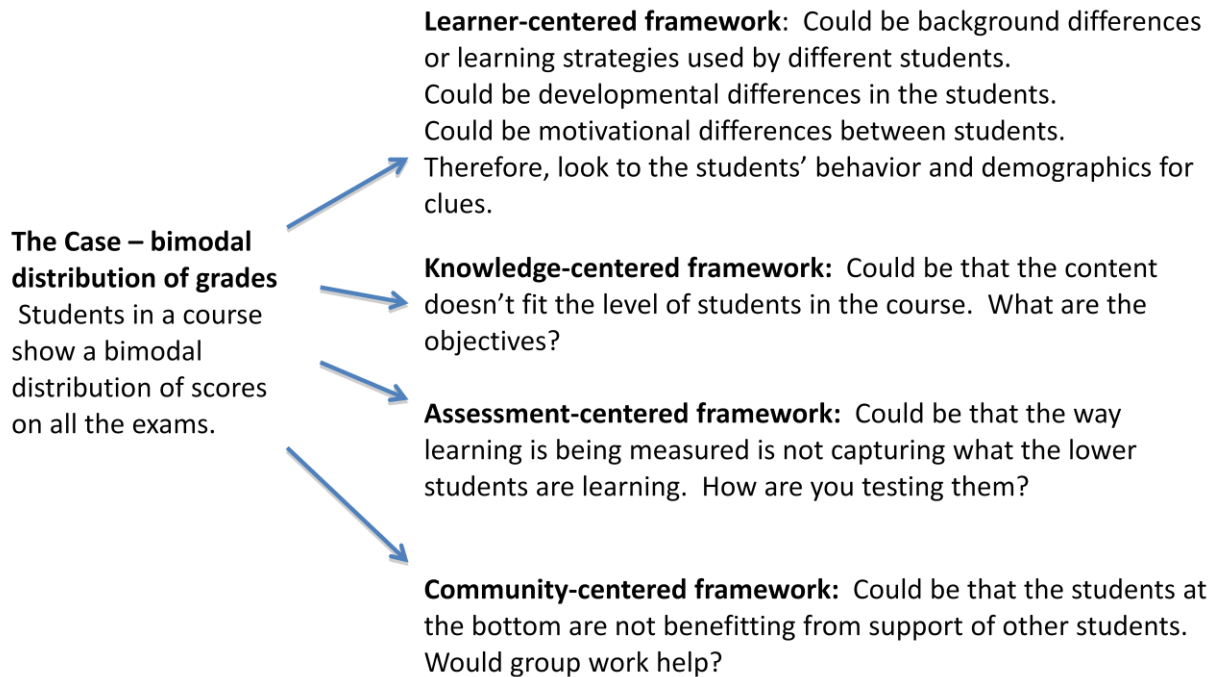 The Case – bimodal
distribution of grades
Students in a course
show a bimodal
distribution of scores
on all the exams.
Learner-centered framework: Could be background differences
or learning strategies used by different students.
Could be developmental differences in the students.
Could be motivational differences between students.
Therefore, look to the students’ behavior and demographics for
clues.
Knowledge-centered framework: Could be that the content
doesn’t fit the level of students in the course. What are the
objectives?
Assessment-centered framework: Could be that the way
learning is being measured is not capturing what the lower
students are learning. How are you testing them?
Community-centered framework: Could be that the students at
the bottom are not benefitting from support of other students.
Would group work help?